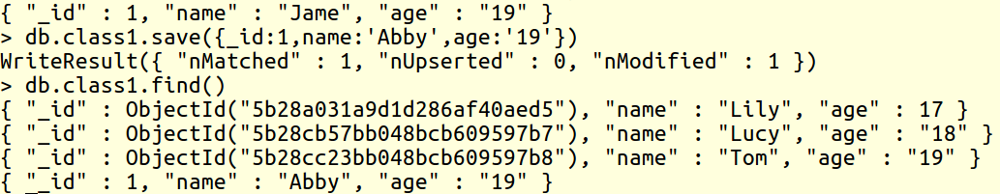 { "_id" : 1, "name" : "Jame", "age" : "19" }
> db.class1.save({_id:1,name:'Abby',age:'19'})
WriteResult({ "nMatched" : 1, "nUpserted" : 0, "nModified" : 1 })
> db.class1.find()
{ "_id" : ObjectId("5b28a031a9d1d286af40aed5"), "name" : "Lily", "age" : 17 }
{ "_id" : ObjectId("5b28cb57bb048bcb609597b7"), "name" : "Lucy", "age" : "18" }
{ "_id" : ObjectId("5b28cc23bb048bcb609597b8"), "name" : "Tom", "age" : "19" }
{ "_id" : 1, "name" : "Abby", "age" : "19" }